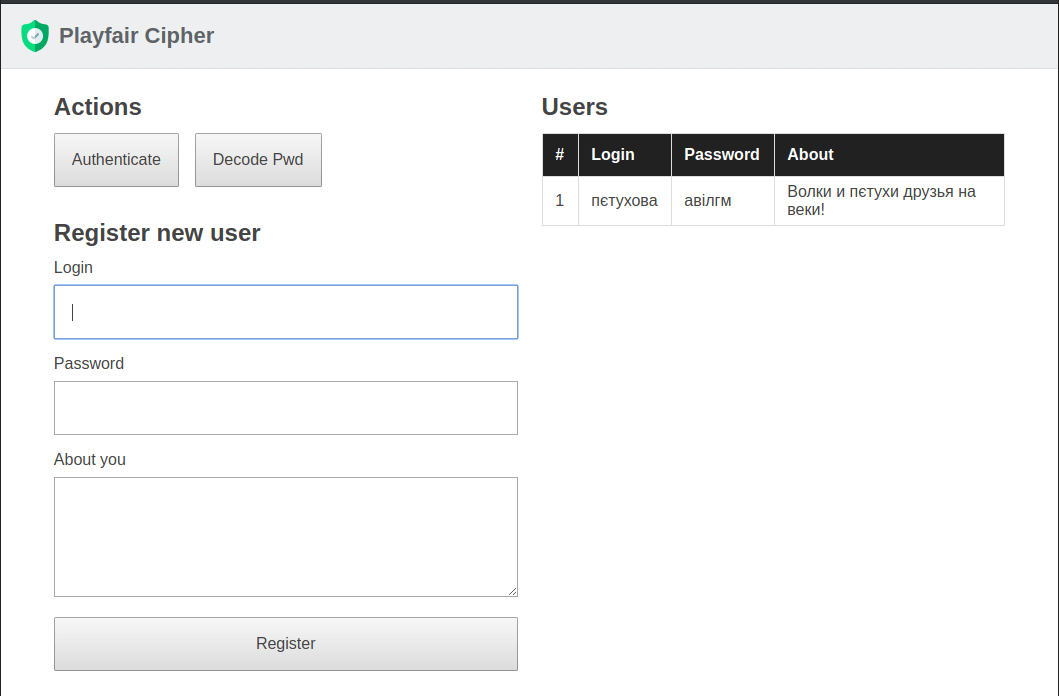 Playfair Cipher
Actions
Authenticate
Decode Pwd
Register new user
Login
Password
About you
Register
Users
# Login Password About
1 пєтухова авілгм Волки и пєтухи друзья на
веки!